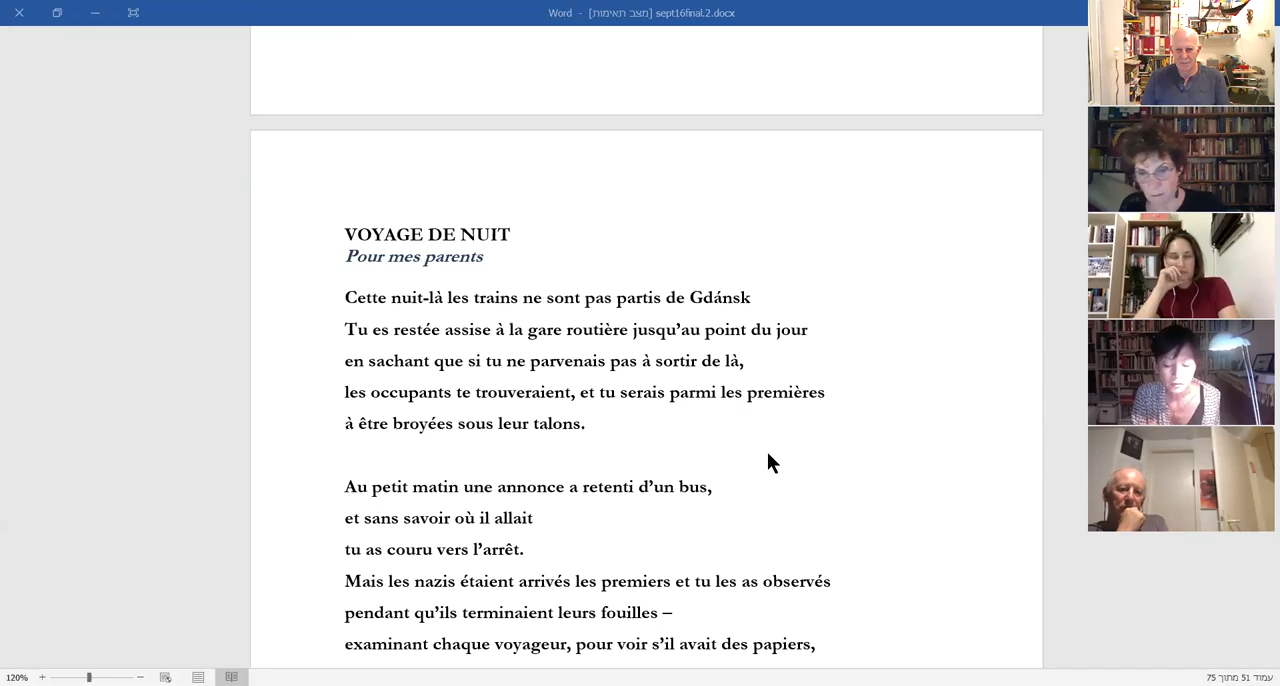 Word - [מצב תאימות] sept16final.2.docx
VOYAGE DE NUIT
Pour mes parents
Cette nuit-là les trains ne sont pas partis de Gdánsk
Tu es restée assise à la gare routière jusqu’au point du jour
en sachant que si tu ne parvenais pas à sortir de là,
les occupants te trouveraient, et tu serais parmi les premières
à être broyées sous leur talons.
Au petit matin une annonce a retenti d’un bus,
et sans savoir où il allait
tu as couru vers l’arrêt.
Mais les nazis étaient arrivés les premiers et tu les as observés
pendant qu’ils terminaient leurs fouilles –
examinant chaque voyageur, pour voir s’il avait des papiers,
120%
עמוד 51 מתוך 75